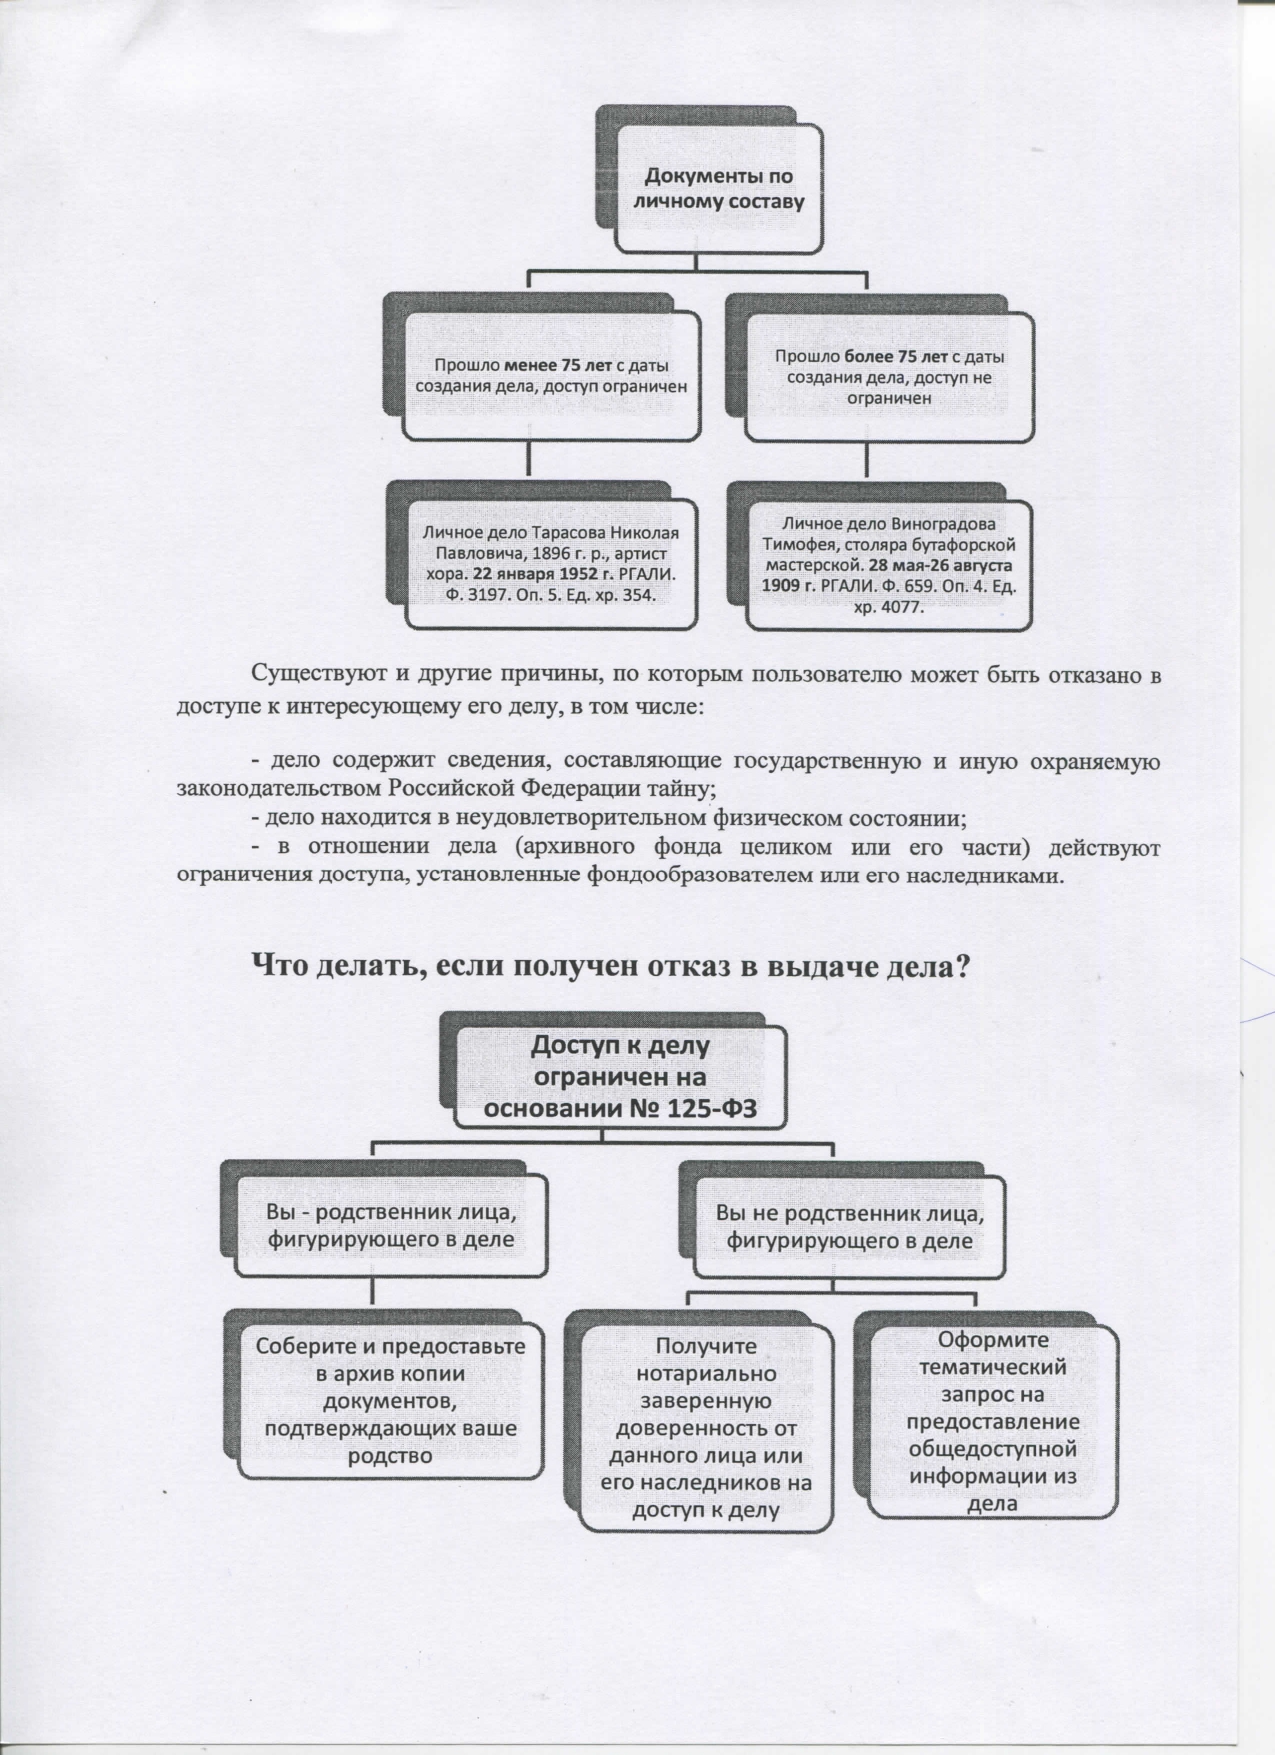 Документы по
личному составу
Прошло менее 75 лет с даты
создания дела, доступ ограничен
Прошло более 75 лет с даты
создания дела, доступ не
ограничен
Личное дело Тарасова Николая
Павловича, 1896 г. р., артист
хора. 22 января 1952 г. РГАЛИ.
Ф. 3197. Оп. 5. Ед. хр. 354.
Личное дело Виноградова
Тимофея, столяра бутафорской
мастерской. 28 мая-26 августа
1909 г. РГАЛИ. Ф. 659. Оп. 4. Ед.
хр. 4077.
Существуют и другие причины, по которым пользователю может быть отказано в
доступе к интересующему его делу, в том числе:
- дело содержит сведения, составляющие государственную и иную охраняемую
законодательством Российской Федерации тайну;
- дело находится в неудовлетворительном физическом состоянии;
- в отношении дела (архивного фонда целиком или его части) действуют
ограничения доступа, установленные фондообразователем или его наследниками.
Что делать, если получен отказ в выдаче дела?
Доступ к делу
ограничен на
основании № 125-ФЗ
Вы - родственник лица,
фигурирующего в деле
Вы не родственник лица,
фигурирующего в деле
Соберите и предоставьте
в архив копии
документов,
подтверждающих ваше
родство
Получите
нотариально
заверенную
доверенность от
данного лица или
его наследников на
доступ к делу
Оформите
тематический
запрос на
предоставление
общедоступной
информации из
дела